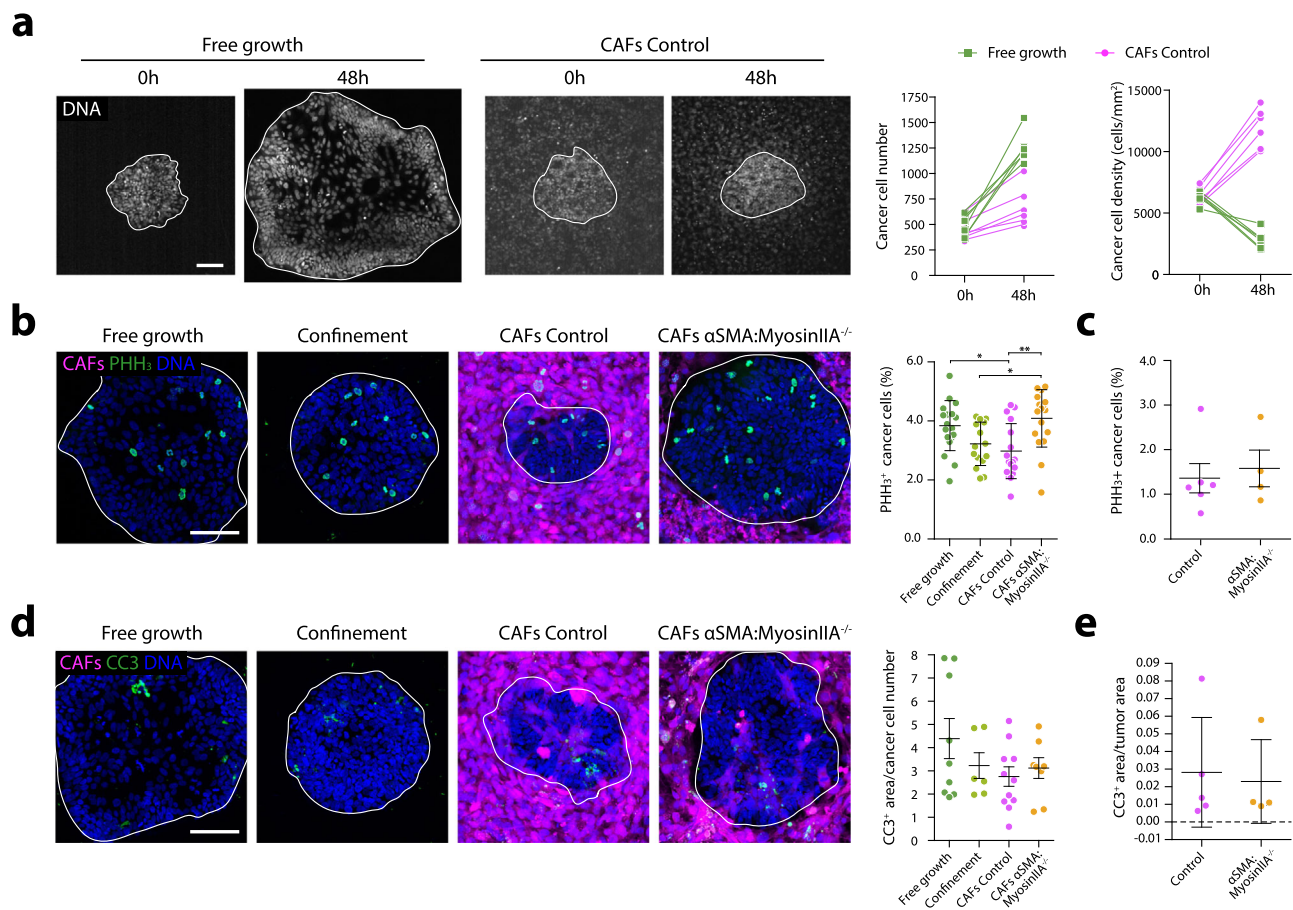 a
Free growth
CAFs Control
0h
48h
0h
48h
DNA
Free growth
CAFs Control
Cancer cell number
1750
1500
1250
1000
750
500
250
0
0h
48h
Cancer cell density (cells/mm²)
15000
10000
5000
0
0h
48h
b
Free growth
Confinement
CAFs Control
CAFs αSMA:MyosinIIA⁻/⁻
CAFs PHH₃ DNA
PHH₃⁺ cancer cells (%)
6.0
4.0
2.0
0.0
*
**
*
Free growth
Confinement
CAFs Control
CAFs αSMA:
MyosinIIA⁻/⁻
c
PHH₃+ cancer cells (%)
4.0
3.0
2.0
1.0
0.0
Control
αSMA:
MyosinIIA⁻/⁻
d
Free growth
Confinement
CAFs Control
CAFs αSMA:MyosinIIA⁻/⁻
CAFs CC3 DNA
CC3⁺ area/cancer cell number
8
7
6
5
4
3
2
1
0
Free growth
Confinement
CAFs Control
CAFs αSMA:
MyosinIIA⁻/⁻
e
CC3⁺ area/tumor area
0.09
0.08
0.07
0.06
0.05
0.04
0.03
0.02
0.01
0.00
-0.01
Control
αSMA:
MyosinIIA⁻/⁻